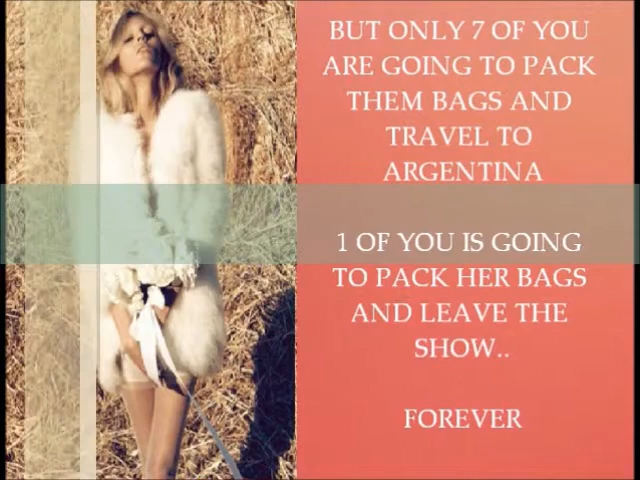 BUT ONLY 7 OF YOU
ARE GOING TO PACK
THEM BAGS AND
TRAVEL TO
ARGENTINA
1 OF YOU IS GOING
TO PACK HER BAGS
AND LEAVE THE
SHOW..
FOREVER